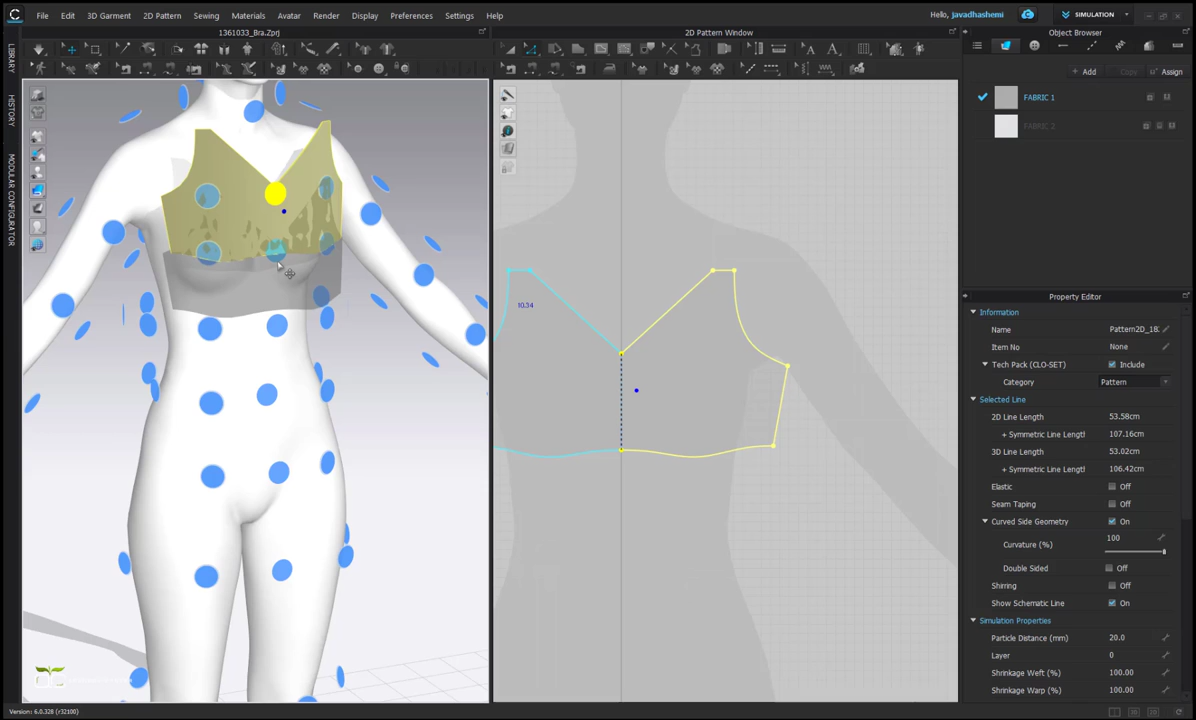 File Edit 3D Garment 2D Pattern Sewing Materials Avatar Render Display Preferences Settings Help
Hello, javadhashemi
SIMULATION
1361033_Bra.Zprj
2D Pattern Window
Object Browser
LIBRARY
HISTORY
MODULAR CONFIGURATOR
+ Add Copy Assign
FABRIC 1
FABRIC 2
10.34
Property Editor
Information
Name Pattern2D_18
Item No None
Tech Pack (CLO-SET) Include
Category Pattern
Selected Line
2D Line Length 53.58cm
+ Symmetric Line Length 107.16cm
3D Line Length 53.02cm
+ Symmetric Line Length 106.42cm
Elastic Off
Seam Taping Off
Curved Side Geometry On
Curvature (%) 100
Double Sided Off
Shirring Off
Show Schematic Line On
Simulation Properties
Particle Distance (mm) 20.0
Layer 0
Shrinkage Weft (%) 100.00
Shrinkage Warp (%) 100.00
Version: 6.0.328 (r32100)